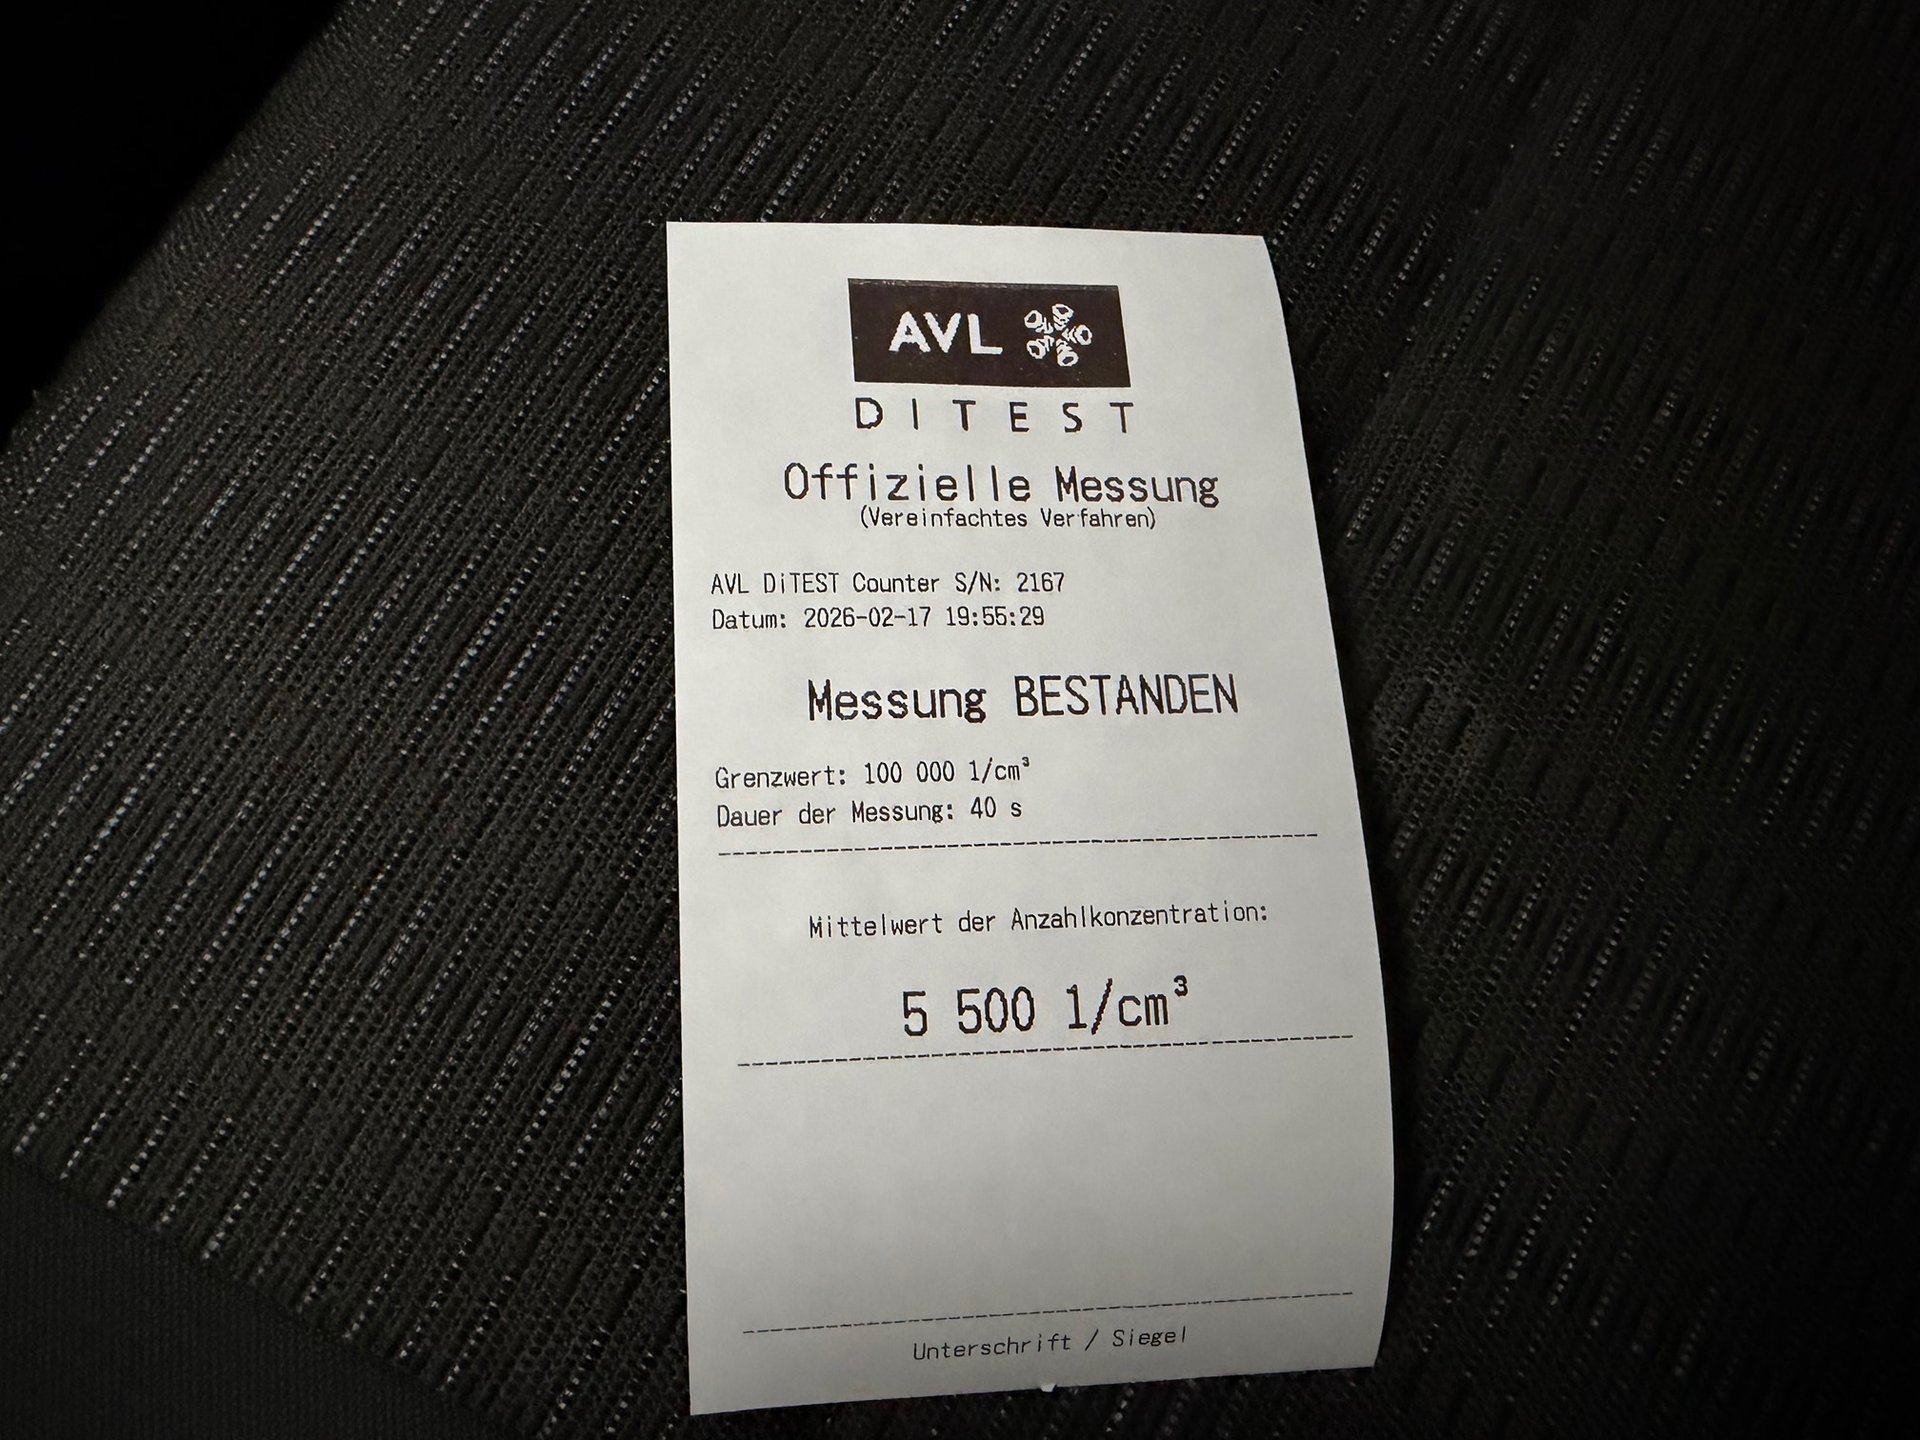 AVL
DITEST
Offizielle Messung
(Vereinfachtes Verfahren)
AVL DiTEST Counter S/N: 2167
Datum: 2026-02-17 19:55:29
Messung BESTANDEN
Grenzwert: 100 000 1/cm³
Dauer der Messung: 40 s
Mittelwert der Anzahlkonzentration:
5 500 1/cm³
Unterschrift / Siegel